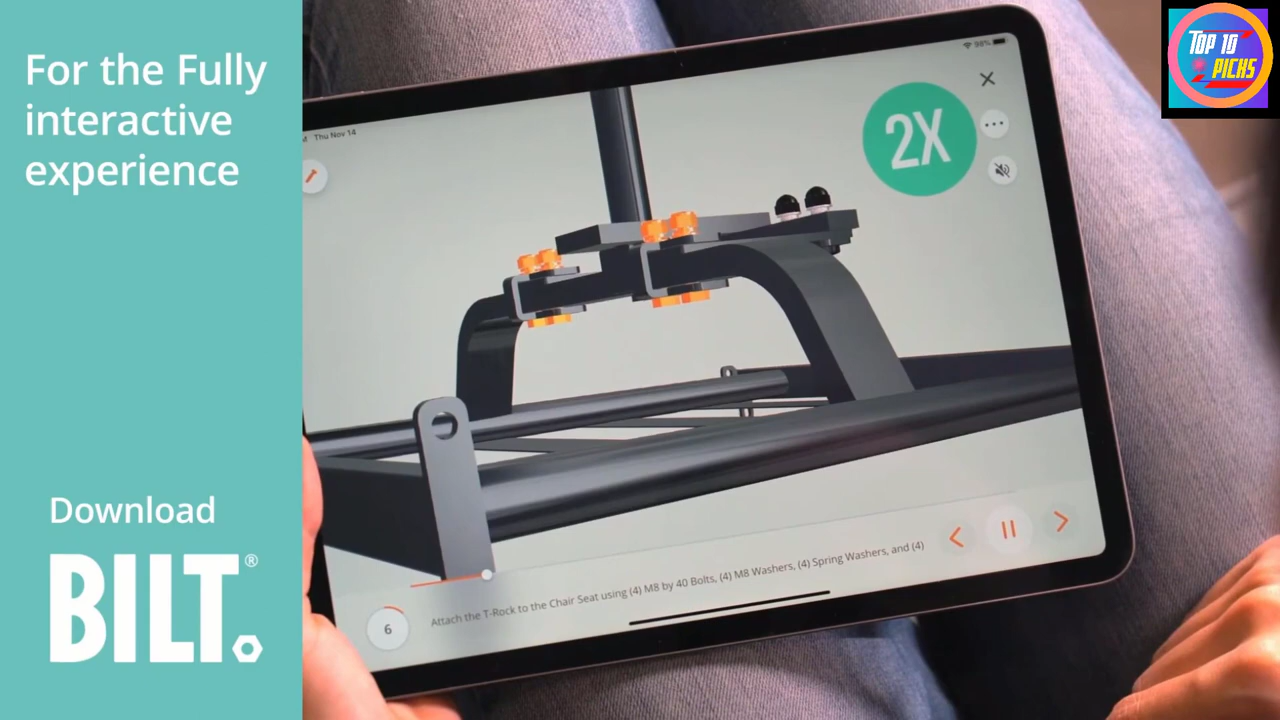 For the Fully
interactive
experience
Download
BILT.®
TOP 10
PICKS
Thu Nov 14
98%
2X
6
Attach the T-Rock to the Chair Seat using (4) M8 by 40 Bolts, (4) M8 Washers, (4) Spring Washers, and (4)